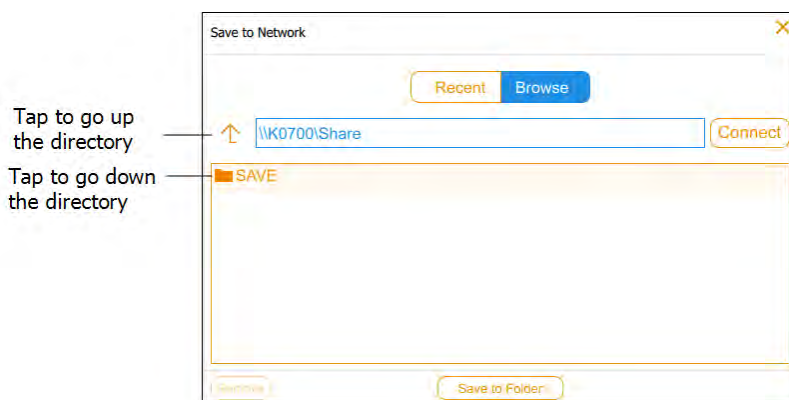 Save to Network
Recent Browse
Tap to go up
the directory
\\K0700\Share
Connect
Tap to go down
the directory
SAVE
Remove
Save to Folder